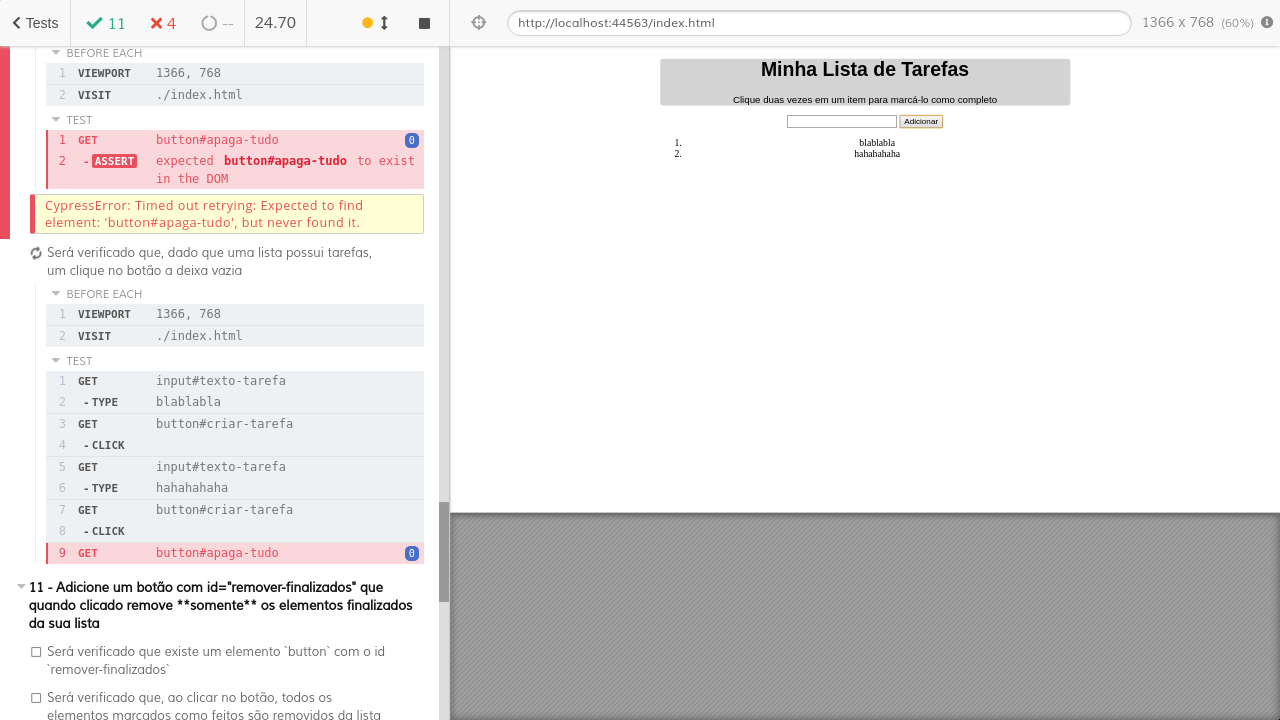 Tests 11 4 -- 24.70 http://localhost:44563/index.html 1366 x 768 (60%)
BEFORE EACH
1 VIEWPORT 1366, 768
2 VISIT ./index.html
TEST
1 GET button#apaga-tudo 0
2 -ASSERT expected button#apaga-tudo to exist
in the DOM
CypressError: Timed out retrying: Expected to find
element: 'button#apaga-tudo', but never found it.
Será verificado que, dado que uma lista possui tarefas,
um clique no botão a deixa vazia
BEFORE EACH
1 VIEWPORT 1366, 768
2 VISIT ./index.html
TEST
1 GET input#texto-tarefa
2 -TYPE blablabla
3 GET button#criar-tarefa
4 -CLICK
5 GET input#texto-tarefa
6 -TYPE hahahahaha
7 GET button#criar-tarefa
8 -CLICK
9 GET button#apaga-tudo 0
11 - Adicione um botão com id="remover-finalizados" que
quando clicado remove **somente** os elementos finalizados
da sua lista
Será verificado que existe um elemento `button` com o id
`remover-finalizados`
Será verificado que, ao clicar no botão, todos os
elementos marcados como feitos são removidos da lista
Minha Lista de Tarefas
Clique duas vezes em um item para marcá-lo como completo
Adicionar
1. blablabla
2. hahahahaha